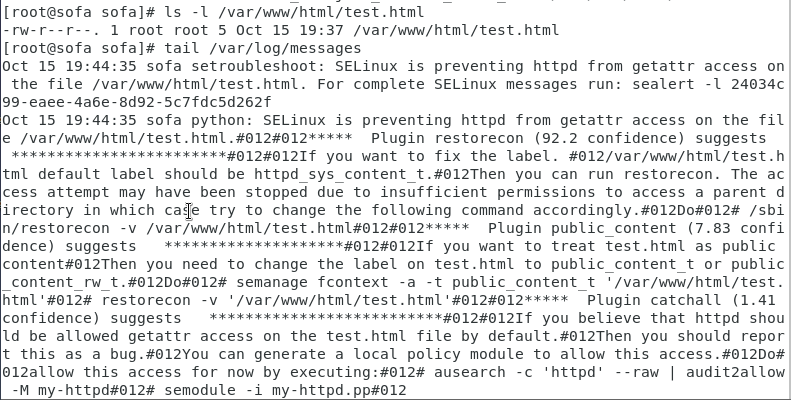 [root@sofa sofa]# ls -l /var/www/html/test.html
-rw-r--r--. 1 root root 5 Oct 15 19:37 /var/www/html/test.html
[root@sofa sofa]# tail /var/log/messages
Oct 15 19:44:35 sofa setroubleshoot: SELinux is preventing httpd from getattr access on
 the file /var/www/html/test.html. For complete SELinux messages run: sealert -l 24034c
99-eaee-4a6e-8d92-5c7fdc5d262f
Oct 15 19:44:35 sofa python: SELinux is preventing httpd from getattr access on the fil
e /var/www/html/test.html.#012#012*****  Plugin restorecon (92.2 confidence) suggests  
 ************************#012#012If you want to fix the label. #012/var/www/html/test.h
tml default label should be httpd_sys_content_t.#012Then you can run restorecon. The ac
cess attempt may have been stopped due to insufficient permissions to access a parent d
irectory in which case try to change the following command accordingly.#012Do#012# /sbi
n/restorecon -v /var/www/html/test.html#012#012*****  Plugin public_content (7.83 confi
dence) suggests   ********************#012#012If you want to treat test.html as public 
content#012Then you need to change the label on test.html to public_content_t or public
_content_rw_t.#012Do#012# semanage fcontext -a -t public_content_t '/var/www/html/test.
html'#012# restorecon -v '/var/www/html/test.html'#012#012*****  Plugin catchall (1.41 
confidence) suggests   **************************#012#012If you believe that httpd shou
ld be allowed getattr access on the test.html file by default.#012Then you should repor
t this as a bug.#012You can generate a local policy module to allow this access.#012Do#
012allow this access for now by executing:#012# ausearch -c 'httpd' --raw | audit2allow
 -M my-httpd#012# semodule -i my-httpd.pp#012